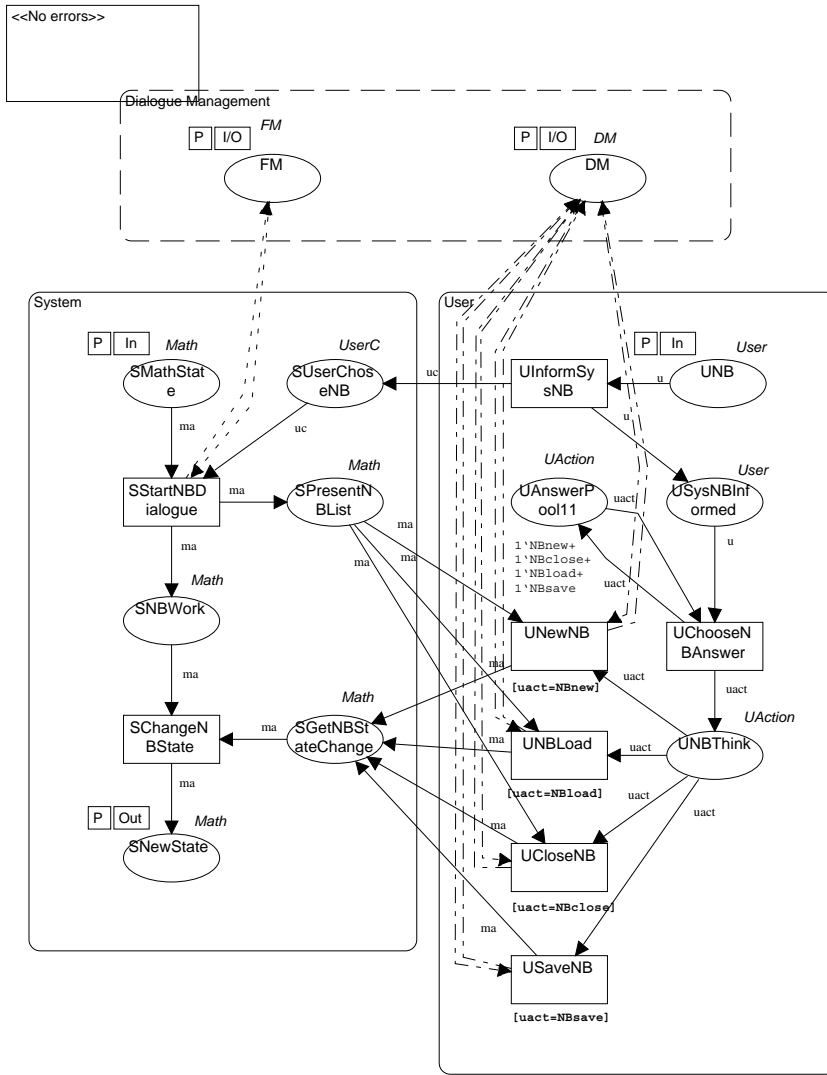 <<No errors>>
Dialogue Management
FM
P I/O
FM
DM
P I/O
DM
System
User
P In
Math
SMathStat
e
UserC
SUserChos
eNB
uc
UInformSy
sNB
P In
User
u
UNB
ma
uc
u
SStartNBD
ialogue
ma
Math
SPresentN
BList
UAction
UAnswerP
ool11
uact
User
USysNBInf
ormed
ma
ma
ma
ma
1`NBnew+
1`NBclose+
1`NBload+
1`NBsave
uact
u
Math
SNBWork
UNewNB
UChooseN
BAnswer
ma
ma
[uact=NBnew]
uact
uact
Math
SChangeN
BState
ma
SGetNBSt
ateChange
ma
UNBLoad
uact
UAction
UNBThink
ma
[uact=NBload]
uact
uact
P Out
Math
SNewState
ma
UCloseNB
[uact=NBclose]
ma
USaveNB
[uact=NBsave]